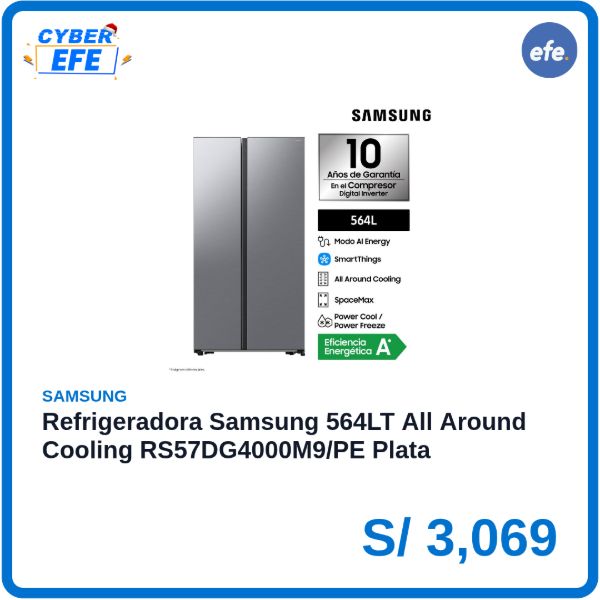 CYBER
EFE
efe.
SAMSUNG
10
Años de Garantía
En el Compresor
Digital Inverter
564L
Modo AI Energy
SmartThings
All Around Cooling
SpaceMax
Power Cool /
Power Freeze
Eficiencia
Energética A*
SAMSUNG
Refrigeradora Samsung 564LT All Around
Cooling RS57DG4000M9/PE Plata
S/ 3,069